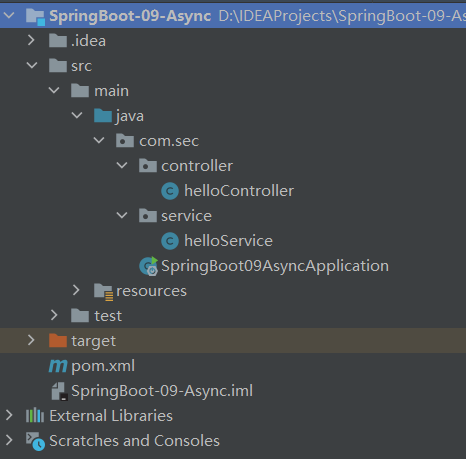 SpringBoot-09-Async D:\IDEAProjects\SpringBoot-09-As
.idea
src
main
java
com.sec
controller
helloController
service
helloService
SpringBoot09AsyncApplication
resources
test
target
pom.xml
SpringBoot-09-Async.iml
External Libraries
Scratches and Consoles